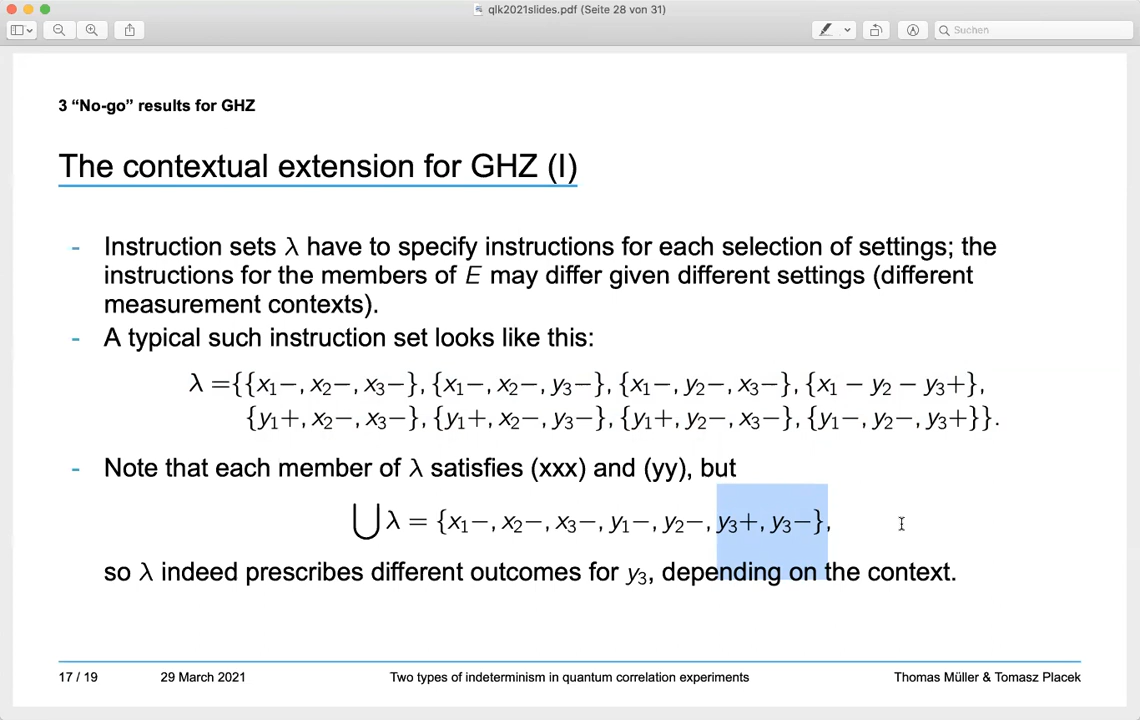 qlk2021slides.pdf (Seite 28 von 31)
Suchen
3 “No-go” results for GHZ
The contextual extension for GHZ (I)
- Instruction sets λ have to specify instructions for each selection of settings; the
instructions for the members of E may differ given different settings (different
measurement contexts).
- A typical such instruction set looks like this:
λ ={{x₁−, x₂−, x₃−}, {x₁−, x₂−, y₃−}, {x₁−, y₂−, x₃−}, {x₁ − y₂ − y₃+},
{y₁+, x₂−, x₃−}, {y₁+, x₂−, y₃−}, {y₁+, y₂−, x₃−}, {y₁−, y₂−, y₃+}}.
- Note that each member of λ satisfies (xxx) and (yy), but
⋃λ = {x₁−, x₂−, x₃−, y₁−, y₂−, y₃+, y₃−},
so λ indeed prescribes different outcomes for y₃, depending on the context.
17 / 19 29 March 2021 Two types of indeterminism in quantum correlation experiments Thomas Müller & Tomasz Placek